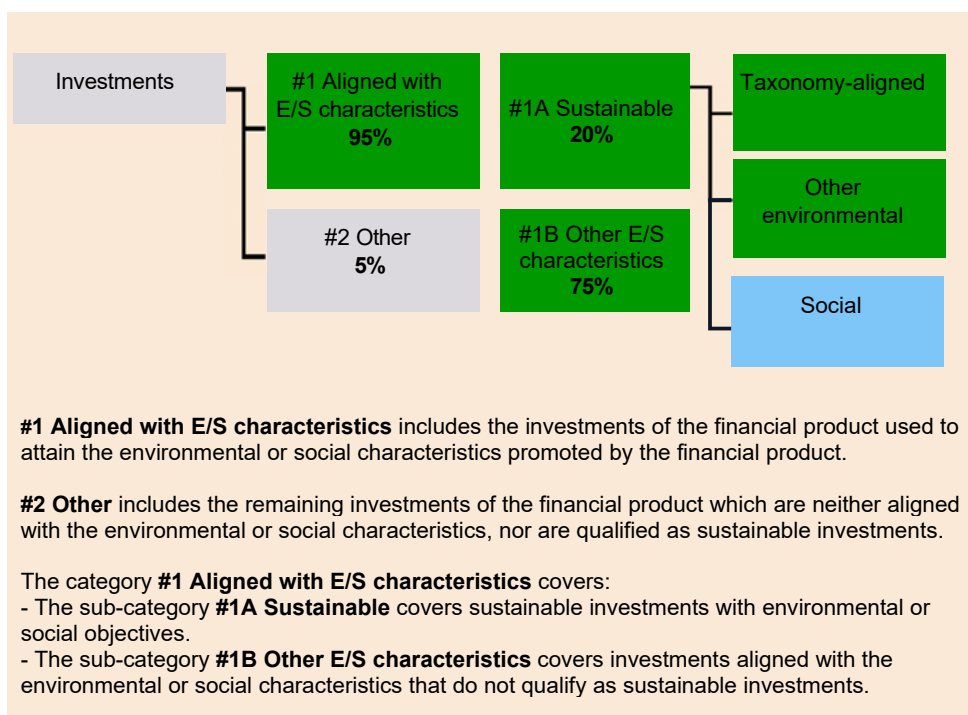 Investments
#1 Aligned with
E/S characteristics
95%
#2 Other
5%
#1A Sustainable
20%
#1B Other E/S
characteristics
75%
Taxonomy-aligned
Other
environmental
Social
#1 Aligned with E/S characteristics includes the investments of the financial product used to
attain the environmental or social characteristics promoted by the financial product.
#2 Other includes the remaining investments of the financial product which are neither aligned
with the environmental or social characteristics, nor are qualified as sustainable investments.
The category #1 Aligned with E/S characteristics covers:
- The sub-category #1A Sustainable covers sustainable investments with environmental or
social objectives.
- The sub-category #1B Other E/S characteristics covers investments aligned with the
environmental or social characteristics that do not qualify as sustainable investments.